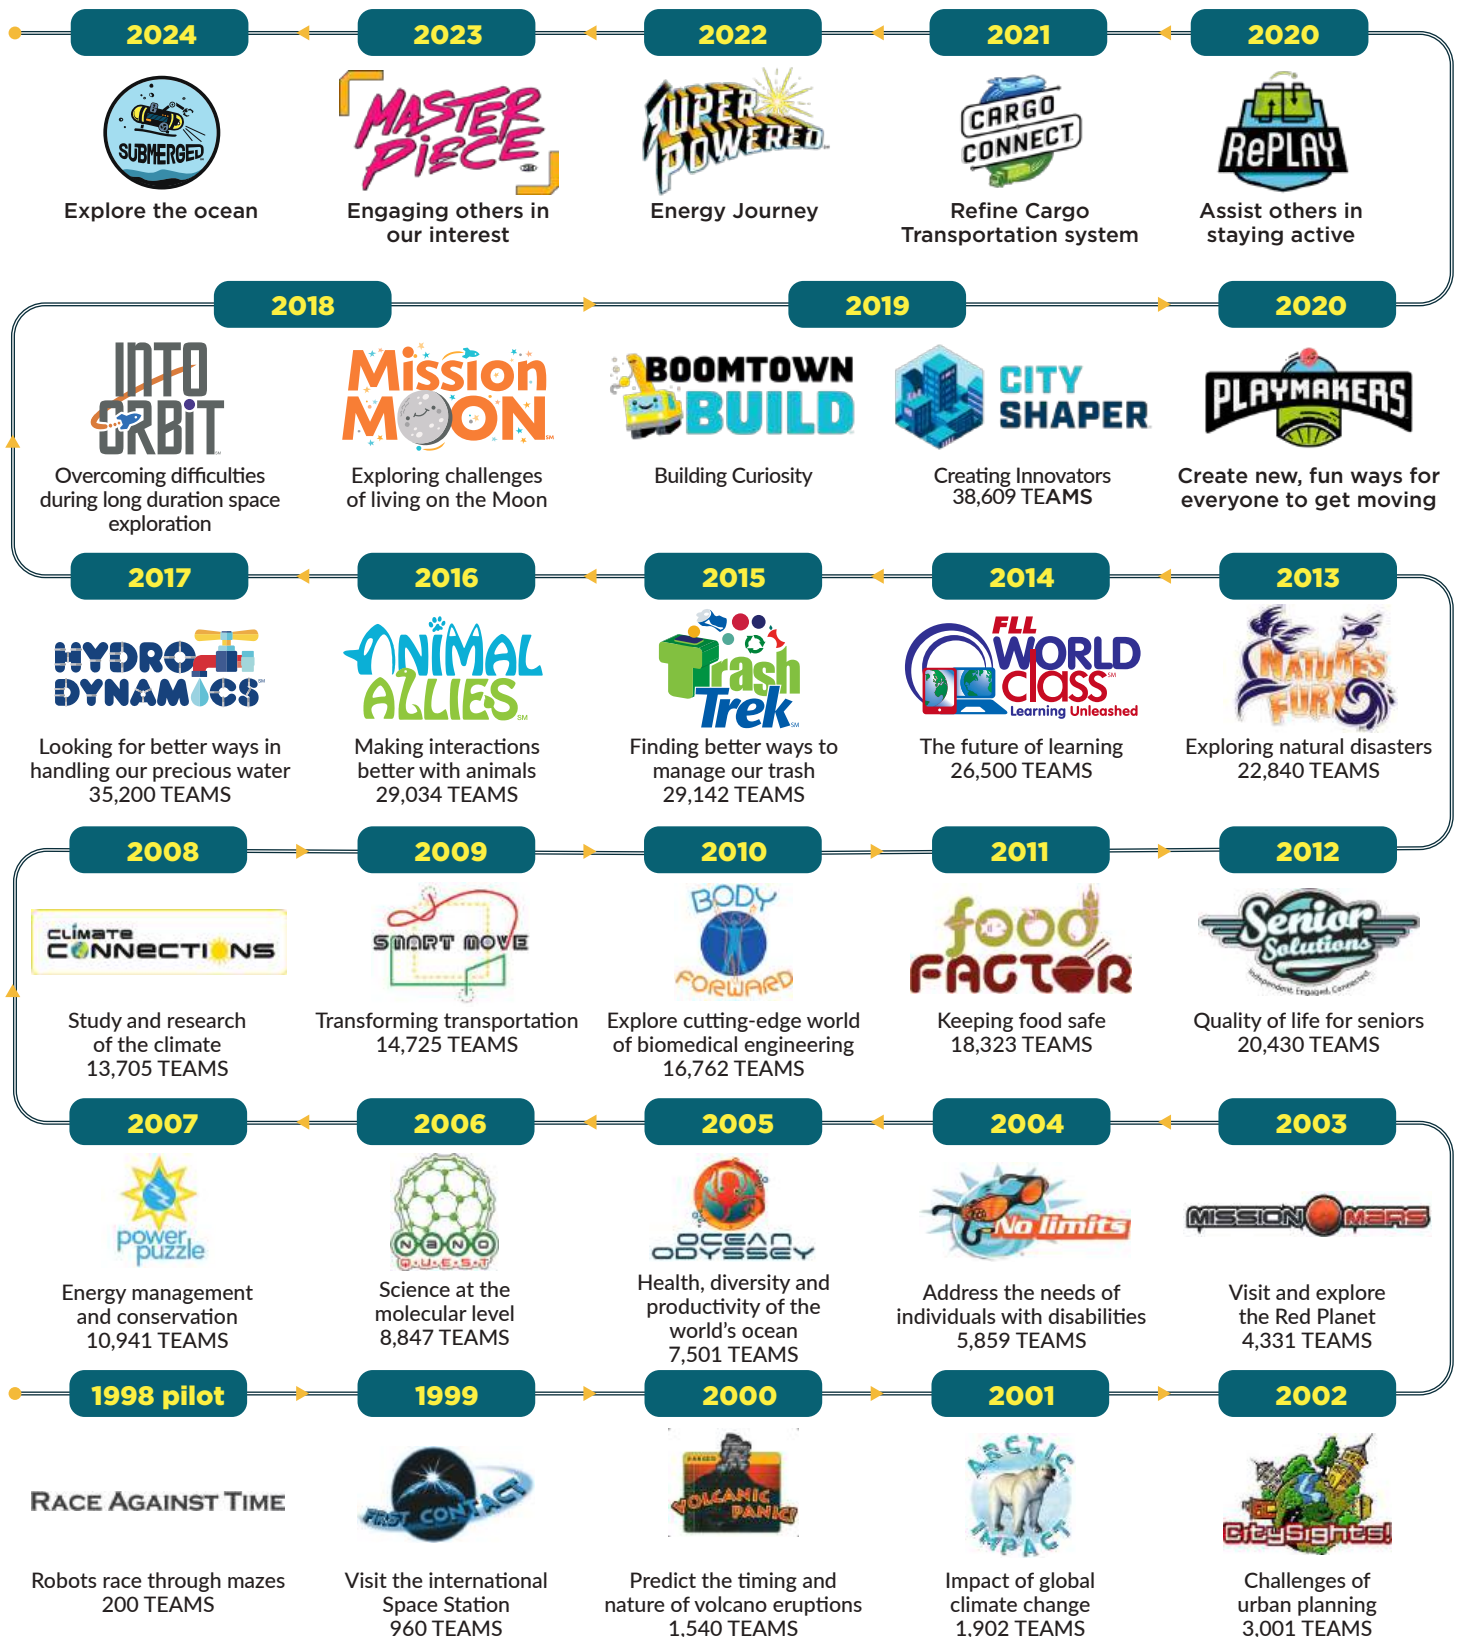 2024
2023
2022
2021
2020
SUBMERGED
MASTER
PIECE
SUPER
POWERED
CARGO
CONNECT
RePLAY
Explore the ocean
Engaging others in
our interest
Energy Journey
Refine Cargo
Transportation system
Assist others in
staying active
2018
2019
2020
INTO
ORBIT
Mission
MOON
BOOMTOWN
BUILD
CITY
SHAPER
PLAYMAKERS
Overcoming difficulties
during long duration space
exploration
Exploring challenges
of living on the Moon
Building Curiosity
Creating Innovators
38,609 TEAMS
Create new, fun ways for
everyone to get moving
2017
2016
2015
2014
2013
HYDRO
DYNAMICS
ANIMAL
ALLIES
Trash
Trek
FLL
WORLD
class
Learning Unleashed
NATURE'S
FURY
Looking for better ways in
handling our precious water
35,200 TEAMS
Making interactions
better with animals
29,034 TEAMS
Finding better ways to
manage our trash
29,142 TEAMS
The future of learning
26,500 TEAMS
Exploring natural disasters
22,840 TEAMS
2008
2009
2010
2011
2012
CLIMATE
CONNECTIONS
SMART MOVE
BODY
FORWARD
food
FACTOR
Senior
Solutions
Independent. Engaged. Connected.
Study and research
of the climate
13,705 TEAMS
Transforming transportation
14,725 TEAMS
Explore cutting-edge world
of biomedical engineering
16,762 TEAMS
Keeping food safe
18,323 TEAMS
Quality of life for seniors
20,430 TEAMS
2007
2006
2005
2004
2003
power
puzzle
NANO
QUEST
OCEAN
ODYSSEY
No limits
MISSION MARS
Energy management
and conservation
10,941 TEAMS
Science at the
molecular level
8,847 TEAMS
Health, diversity and
productivity of the
world's ocean
7,501 TEAMS
Address the needs of
individuals with disabilities
5,859 TEAMS
Visit and explore
the Red Planet
4,331 TEAMS
1998 pilot
1999
2000
2001
2002
RACE AGAINST TIME
FIRST CONTACT
DANGER
VOLCANIC
PANIC!
ARCTIC
IMPACT
CitySights!
Robots race through mazes
200 TEAMS
Visit the international
Space Station
960 TEAMS
Predict the timing and
nature of volcano eruptions
1,540 TEAMS
Impact of global
climate change
1,902 TEAMS
Challenges of
urban planning
3,001 TEAMS